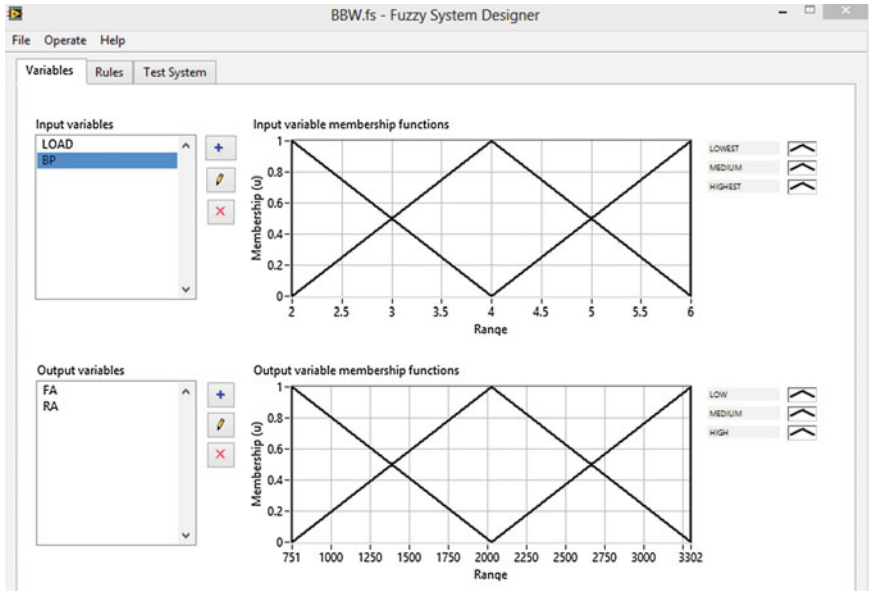 BBW.fs - Fuzzy System Designer
File Operate Help
Variables Rules Test System
Input variables
LOAD
BP
Input variable membership functions
Membership (u)
1
0.8
0.6
0.4
0.2
0
2 2.5 3 3.5 4 4.5 5 5.5 6
Range
LOWEST
MEDIUM
HIGHEST
Output variables
FA
RA
Output variable membership functions
Membership (u)
1
0.8
0.6
0.4
0.2
0
751 1000 1250 1500 1750 2000 2250 2500 2750 3000 3302
Range
LOW
MEDIUM
HIGH